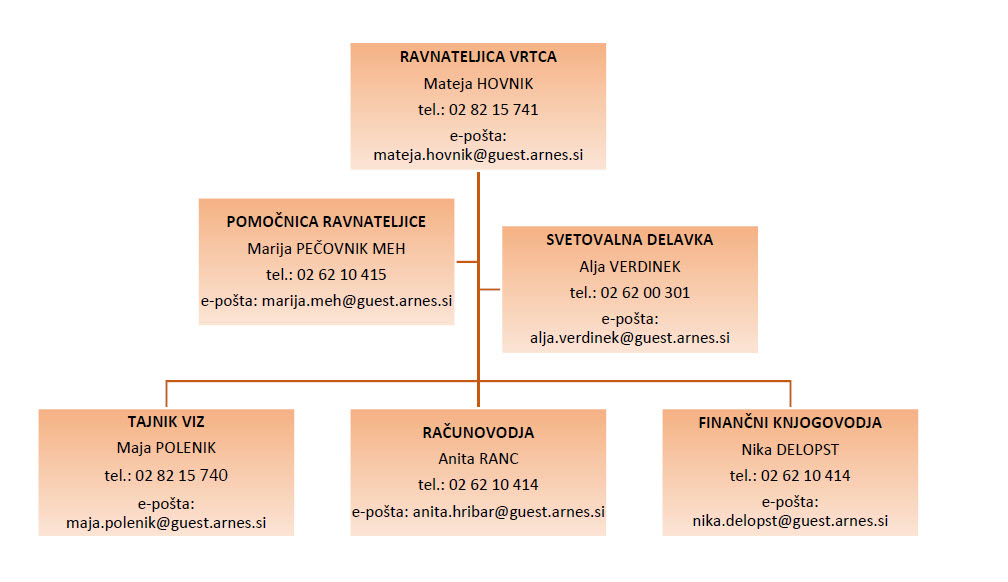 RAVNATELJICA VRTCA
Mateja HOVNIK
tel.: 02 82 15 741
e-pošta:
mateja.hovnik@guest.arnes.si
POMOČNICA RAVNATELJICE
Marija PEČOVNIK MEH
tel.: 02 62 10 415
e-pošta: marija.meh@guest.arnes.si
SVETOVALNA DELAVKA
Alja VERDINEK
tel.: 02 62 00 301
e-pošta:
alja.verdinek@guest.arnes.si
TAJNIK VIZ
Maja POLENIK
tel.: 02 82 15 740
e-pošta:
maja.polenik@guest.arnes.si
RAČUNOVODJA
Anita RANC
tel.: 02 62 10 414
e-pošta: anita.hribar@guest.arnes.si
FINANČNI KNJOGOVODJA
Nika DELOPST
tel.: 02 62 10 414
e-pošta:
nika.delopst@guest.arnes.si